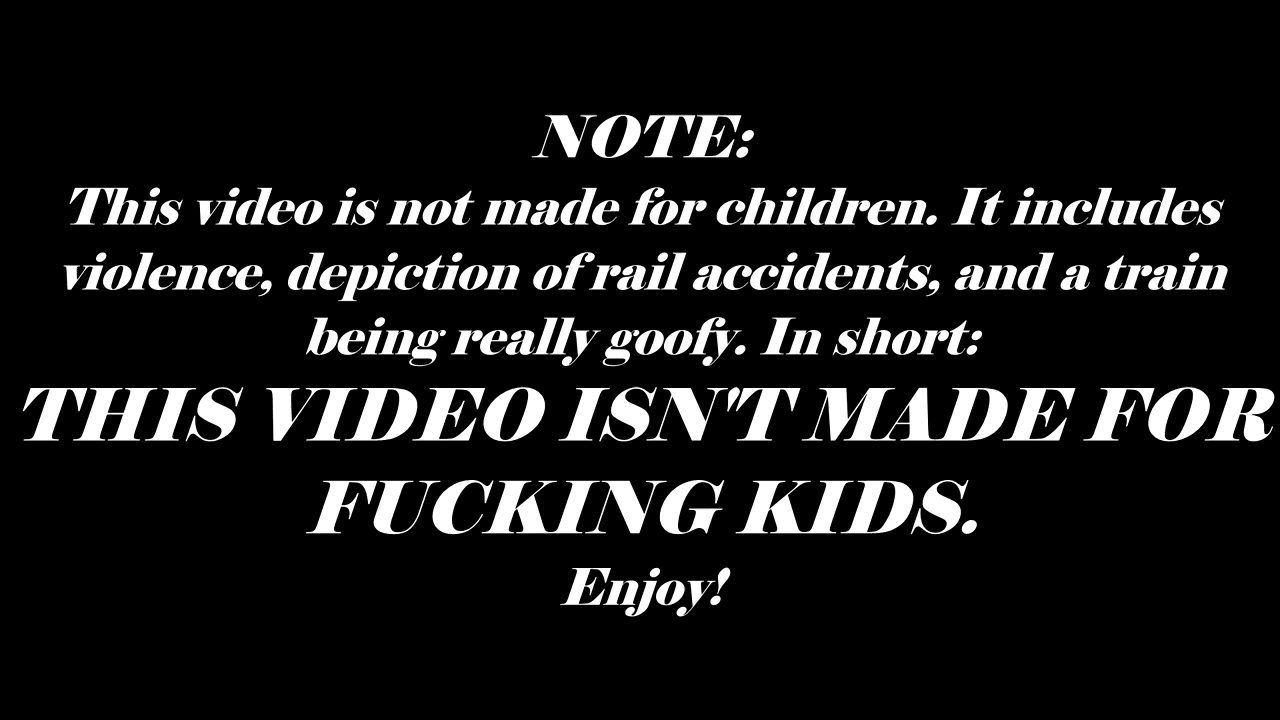 NOTE:
This video is not made for children. It includes
violence, depiction of rail accidents, and a train
being really goofy. In short:
THIS VIDEO ISN'T MADE FOR
FUCKING KIDS.
Enjoy!